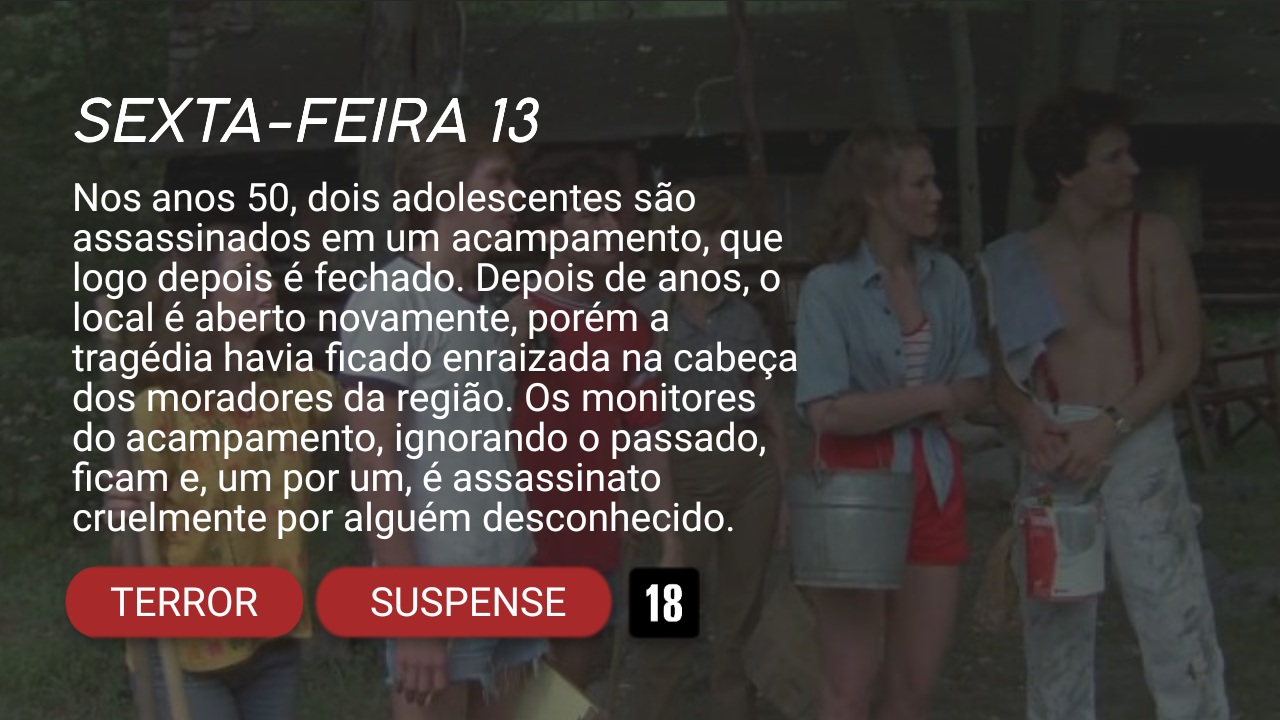 SEXTA-FEIRA 13
Nos anos 50, dois adolescentes são
assassinados em um acampamento, que
logo depois é fechado. Depois de anos, o
local é aberto novamente, porém a
tragédia havia ficado enraizada na cabeça
dos moradores da região. Os monitores
do acampamento, ignorando o passado,
ficam e, um por um, é assassinato
cruelmente por alguém desconhecido.
TERROR SUSPENSE 18